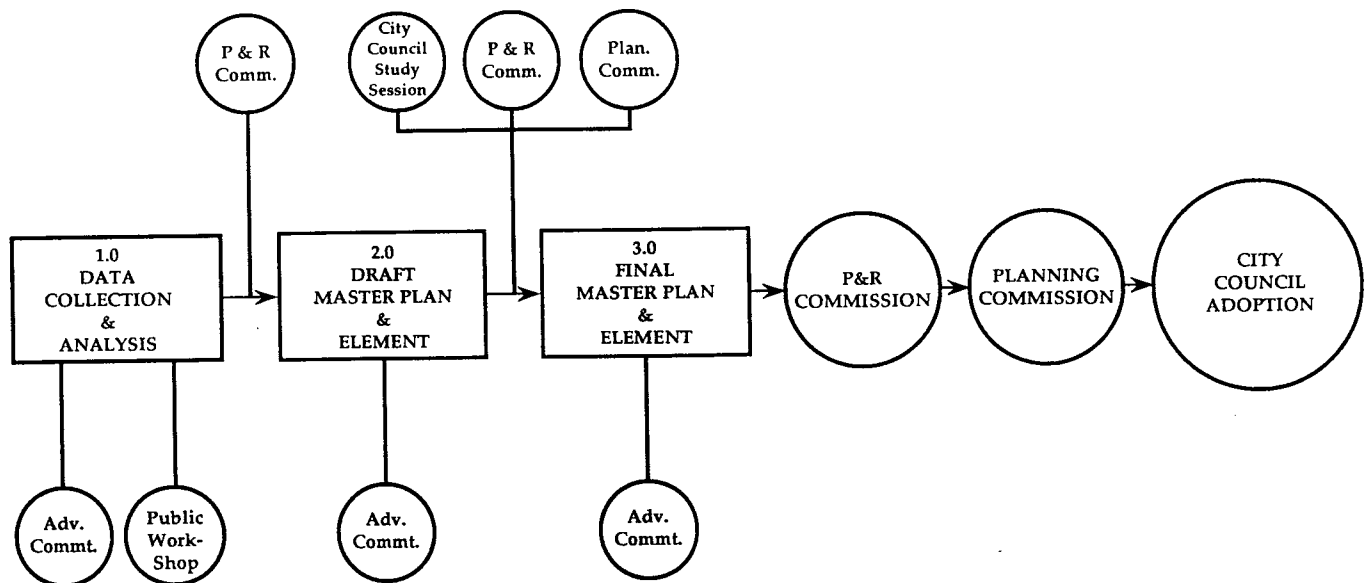 P & R
Comm.
City
Council
Study
Session
P & R
Comm.
Plan.
Comm.
1.0
DATA
COLLECTION
&
ANALYSIS
2.0
DRAFT
MASTER PLAN
&
ELEMENT
3.0
FINAL
MASTER PLAN
&
ELEMENT
P&R
COMMISSION
PLANNING
COMMISSION
CITY
COUNCIL
ADOPTION
Adv.
Commt.
Public
Work-
Shop
Adv.
Commt.
Adv.
Commt.